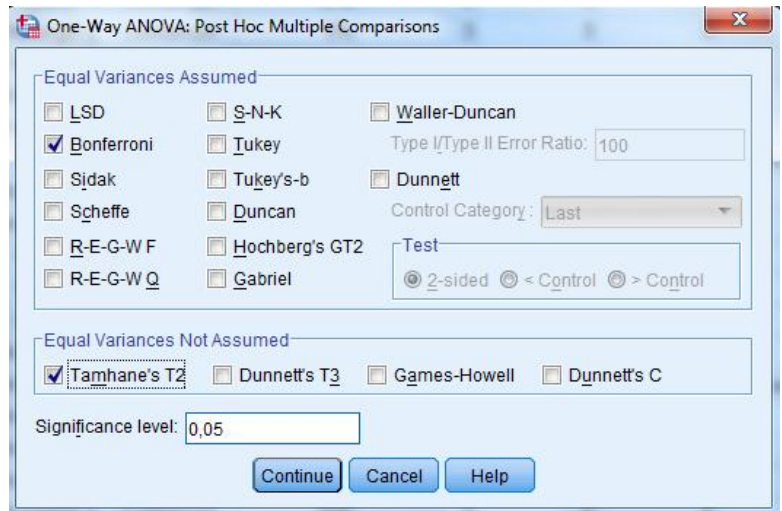 One-Way ANOVA: Post Hoc Multiple Comparisons
Equal Variances Assumed
LSD S-N-K Waller-Duncan
Bonferroni Tukey Type I/Type II Error Ratio: 100
Sidak Tukey's-b Dunnett
Scheffe Duncan Control Category : Last
R-E-G-W F Hochberg's GT2 Test
R-E-G-W Q Gabriel 2-sided < Control > Control
Equal Variances Not Assumed
Tamhane's T2 Dunnett's T3 Games-Howell Dunnett's C
Significance level: 0,05
Continue Cancel Help